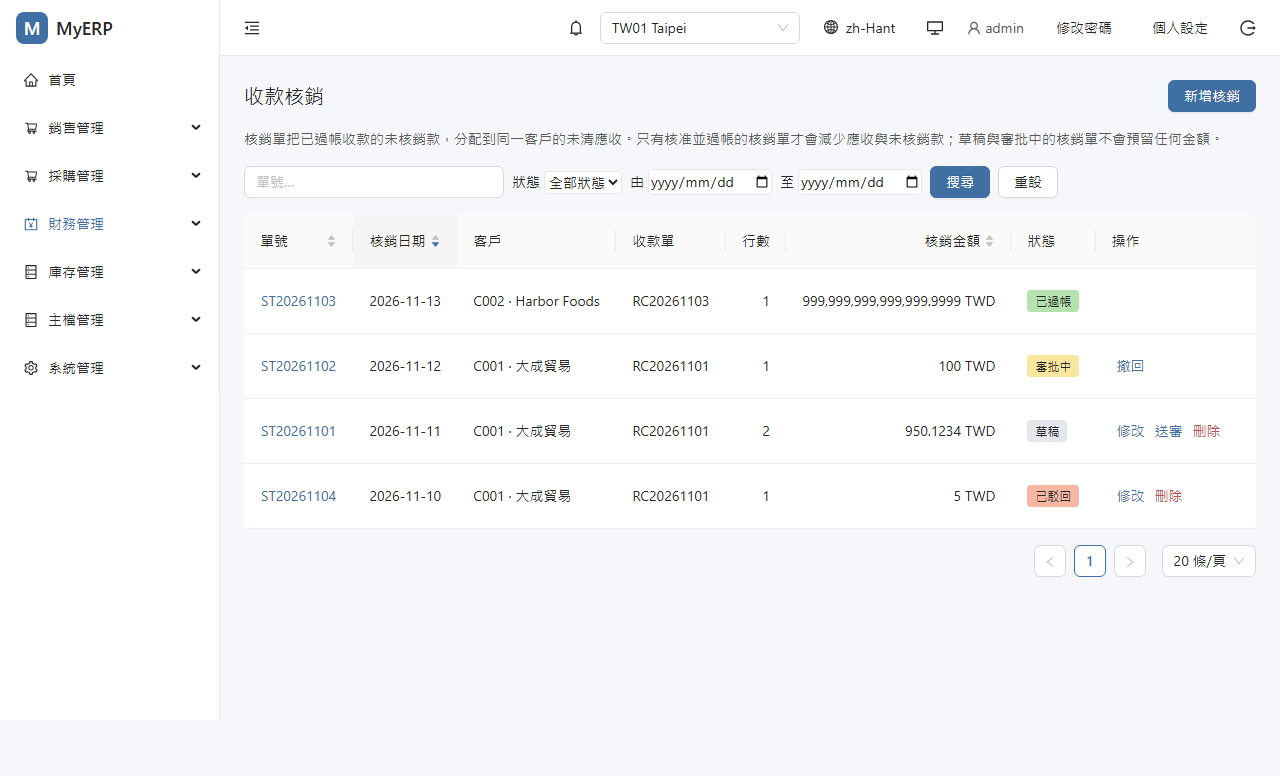 M MyERP
TW01 Taipei
zh-Hant
admin
修改密碼
個人設定
首頁
銷售管理
採購管理
財務管理
庫存管理
主檔管理
系統管理
收款核銷
新增核銷
核銷單把已過帳收款的未核銷款，分配到同一客戶的未清應收。只有核准並過帳的核銷單才會減少應收與未核銷款；草稿與審批中的核銷單不會預留任何金額。
單號... 狀態 全部狀態 由 yyyy/mm/dd 至 yyyy/mm/dd 搜尋 重設
單號 核銷日期 客戶 收款單 行數 核銷金額 狀態 操作
ST20261103 2026-11-13 C002 · Harbor Foods RC20261103 1 999,999,999,999,999.9999 TWD 已過帳
ST20261102 2026-11-12 C001 · 大成貿易 RC20261101 1 100 TWD 審批中 撤回
ST20261101 2026-11-11 C001 · 大成貿易 RC20261101 2 950.1234 TWD 草稿 修改 送審 刪除
ST20261104 2026-11-10 C001 · 大成貿易 RC20261101 1 5 TWD 已駁回 修改 刪除
< 1 > 20 條/頁